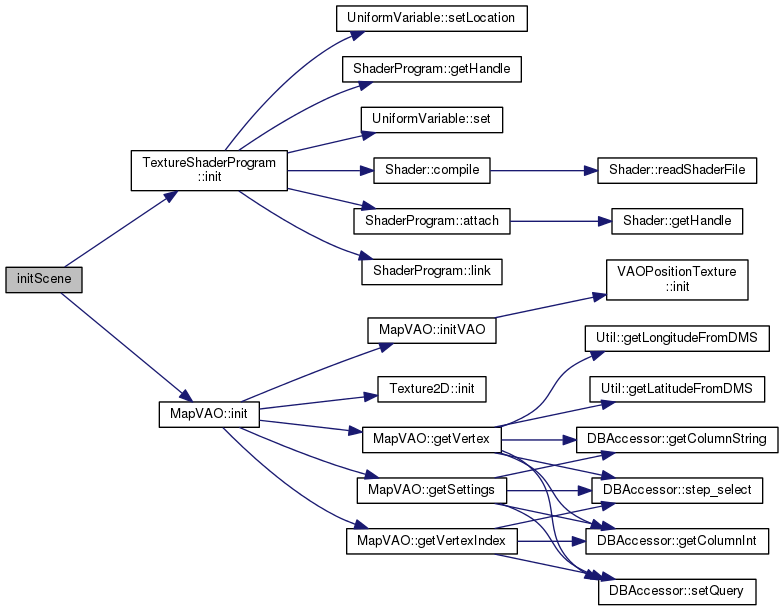 UniformVariable::setLocation
ShaderProgram::getHandle
UniformVariable::set
TextureShaderProgram
::init
Shader::compile
Shader::readShaderFile
ShaderProgram::attach
Shader::getHandle
ShaderProgram::link
initScene
VAOPositionTexture
::init
MapVAO::initVAO
Util::getLongitudeFromDMS
Texture2D::init
Util::getLatitudeFromDMS
MapVAO::init
MapVAO::getVertex
DBAccessor::getColumnString
MapVAO::getSettings
DBAccessor::step_select
MapVAO::getVertexIndex
DBAccessor::getColumnInt
DBAccessor::setQuery